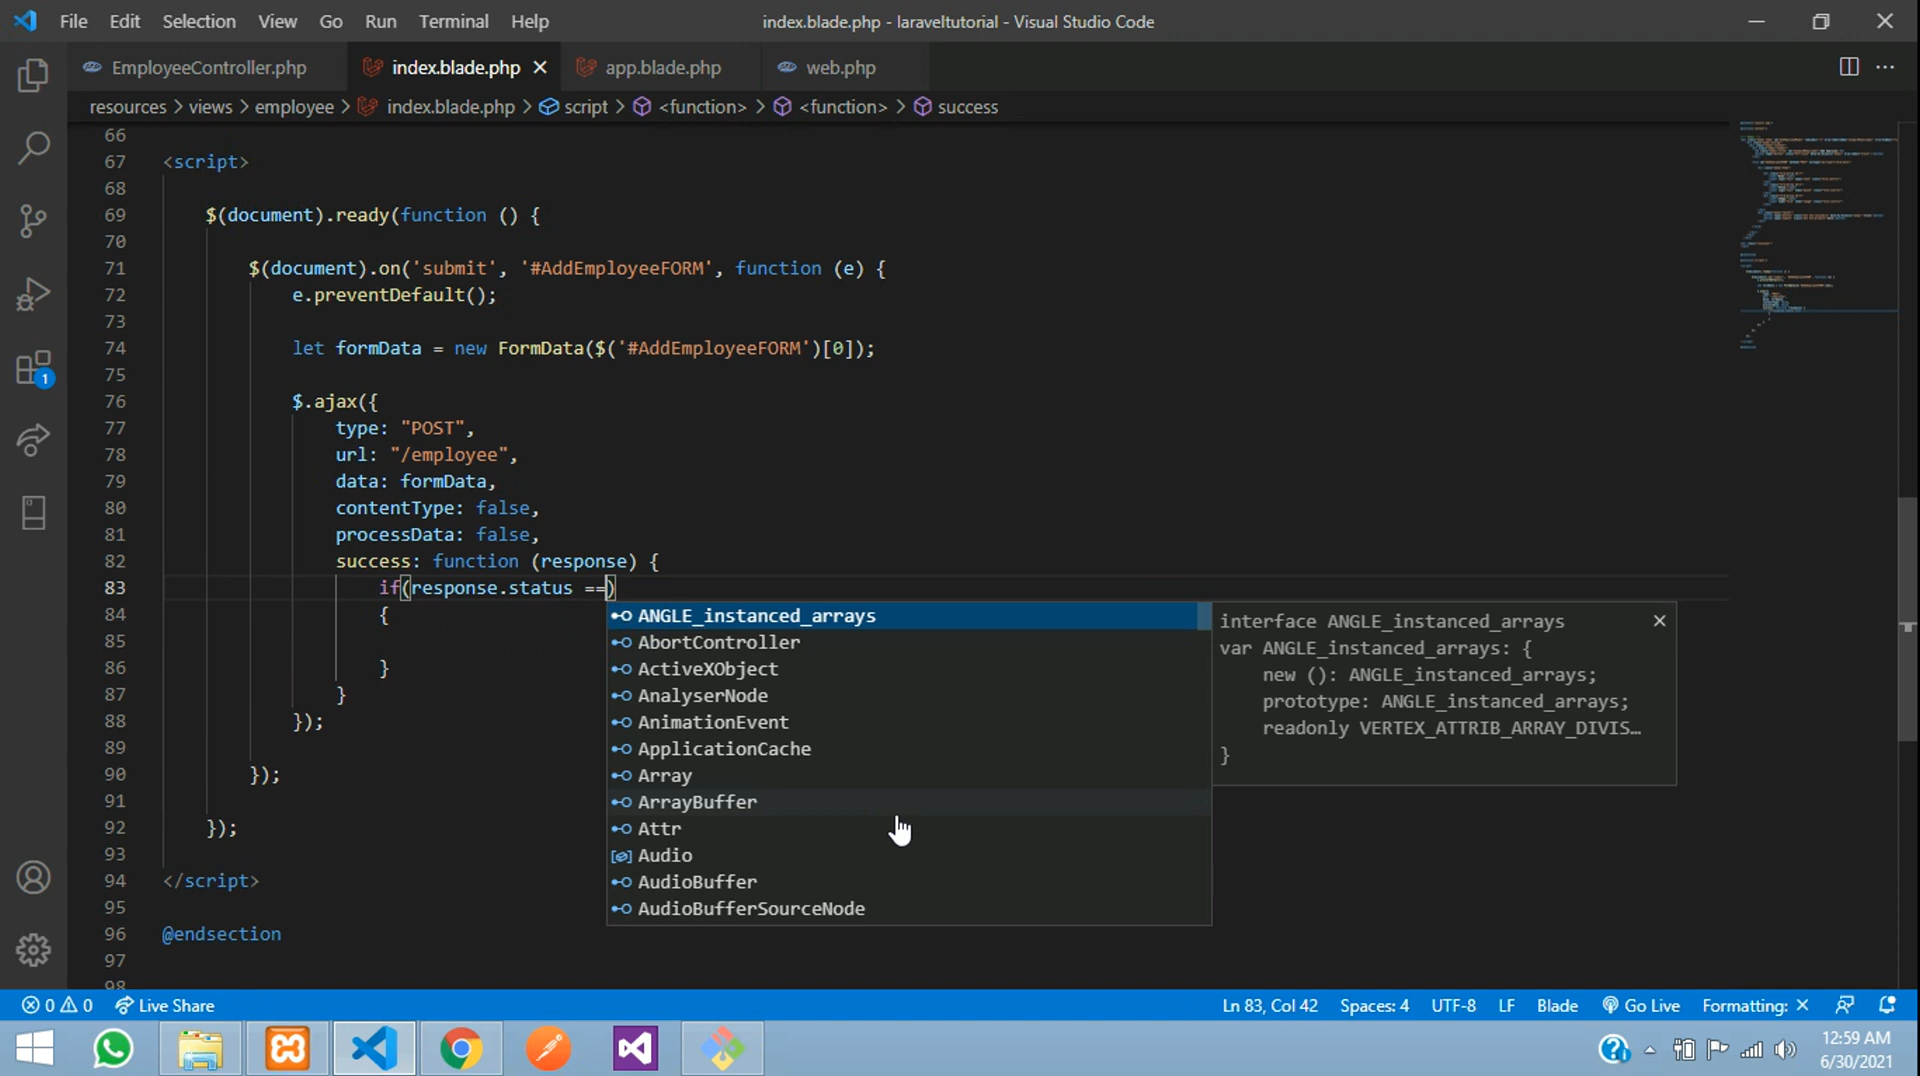 File Edit Selection View Go Run Terminal Help
index.blade.php - laraveltutorial - Visual Studio Code
EmployeeController.php
index.blade.php
app.blade.php
web.php
resources > views > employee > index.blade.php > script > <function> > <function> > success
66
67 <script>
68
69 $(document).ready(function () {
70
71 $(document).on('submit', '#AddEmployeeFORM', function (e) {
72 e.preventDefault();
73
74 let formData = new FormData($('#AddEmployeeFORM')[0]);
75
76 $.ajax({
77 type: "POST",
78 url: "/employee",
79 data: formData,
80 contentType: false,
81 processData: false,
82 success: function (response) {
83 if(response.status ==)
84 {
85
86 }
87 }
88 });
89
90 });
91
92 });
93
94 </script>
95
96 @endsection
97
98
ANGLE_instanced_arrays
AbortController
ActiveXObject
AnalyserNode
AnimationEvent
ApplicationCache
Array
ArrayBuffer
Attr
Audio
AudioBuffer
AudioBufferSourceNode
interface ANGLE_instanced_arrays
var ANGLE_instanced_arrays: {
new (): ANGLE_instanced_arrays;
prototype: ANGLE_instanced_arrays;
readonly VERTEX_ATTRIB_ARRAY_DIVIS…
}
1
0 0 Live Share
Ln 83, Col 42 Spaces: 4 UTF-8 LF Blade Go Live Formatting: ×
12:59 AM
6/30/2021